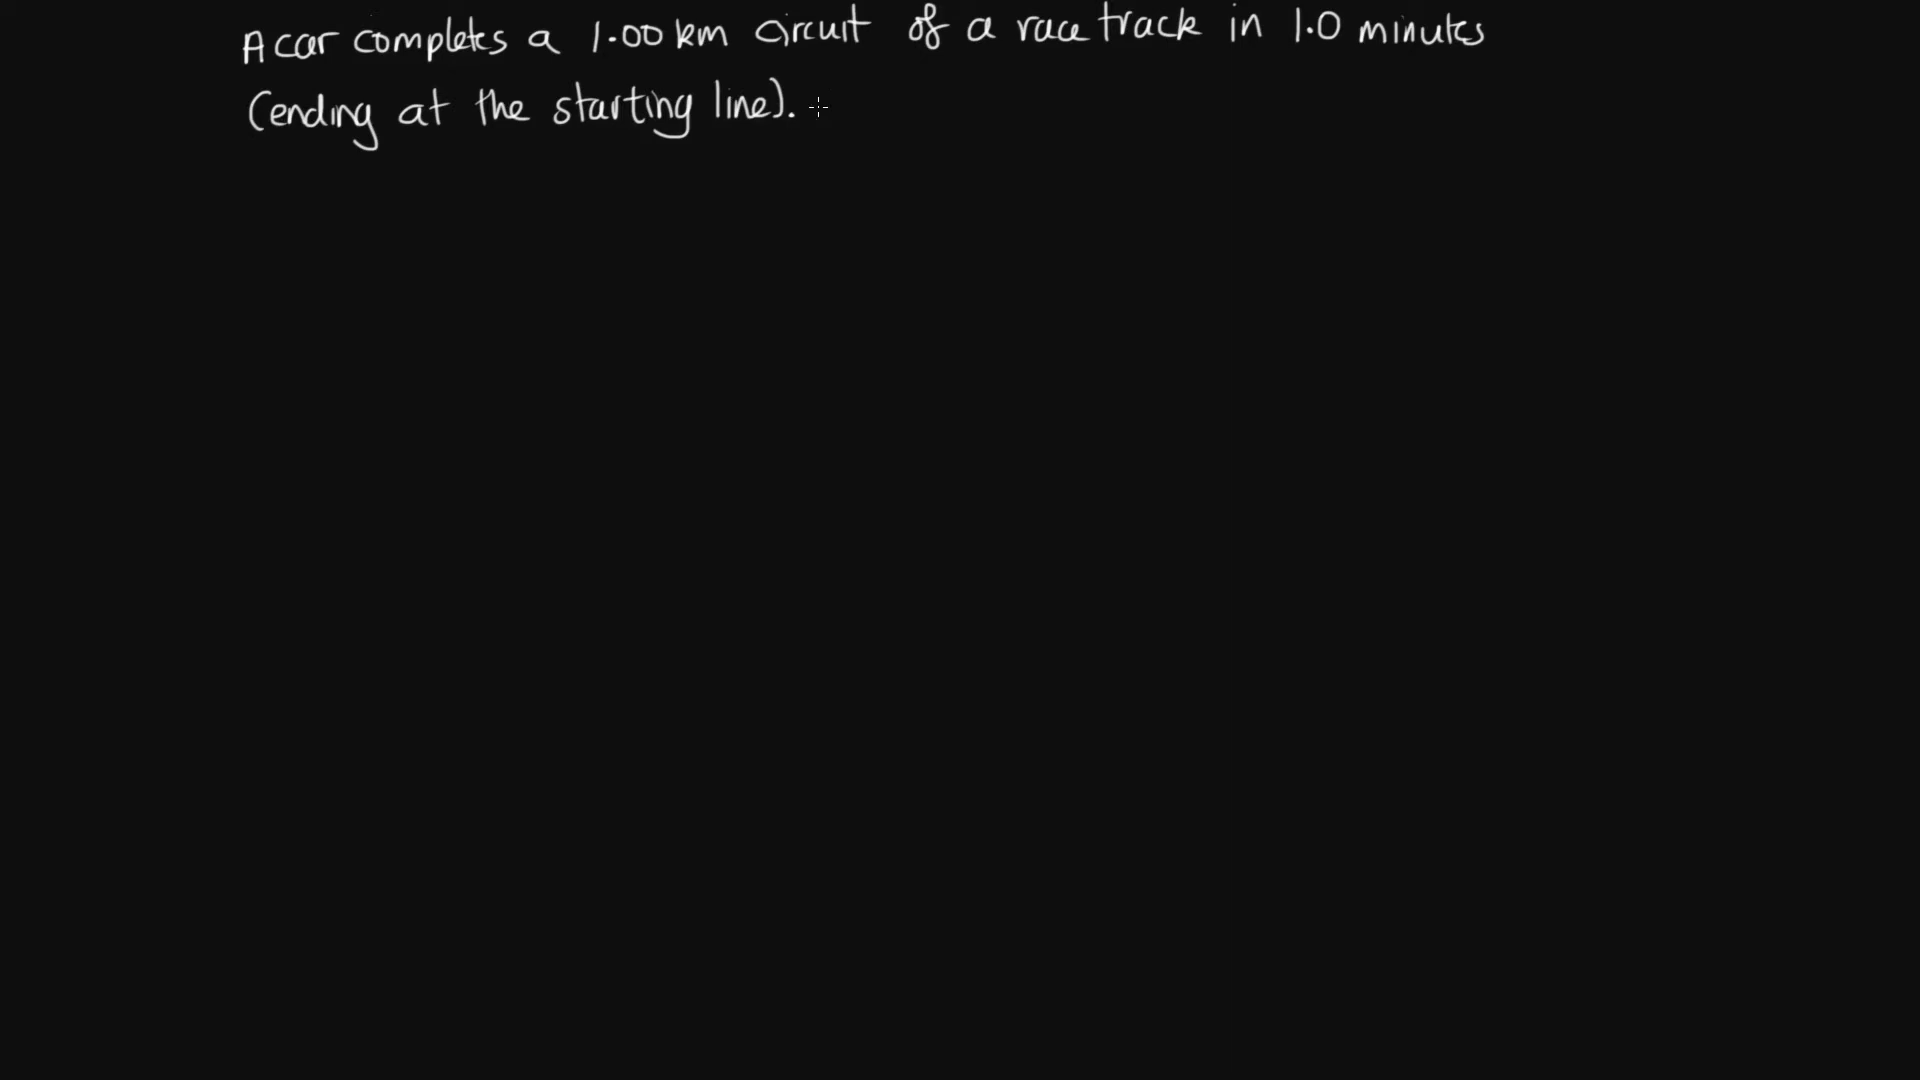 A car completes a 1.00 km circuit of a race track in 1.0 minutes
(ending at the starting line).